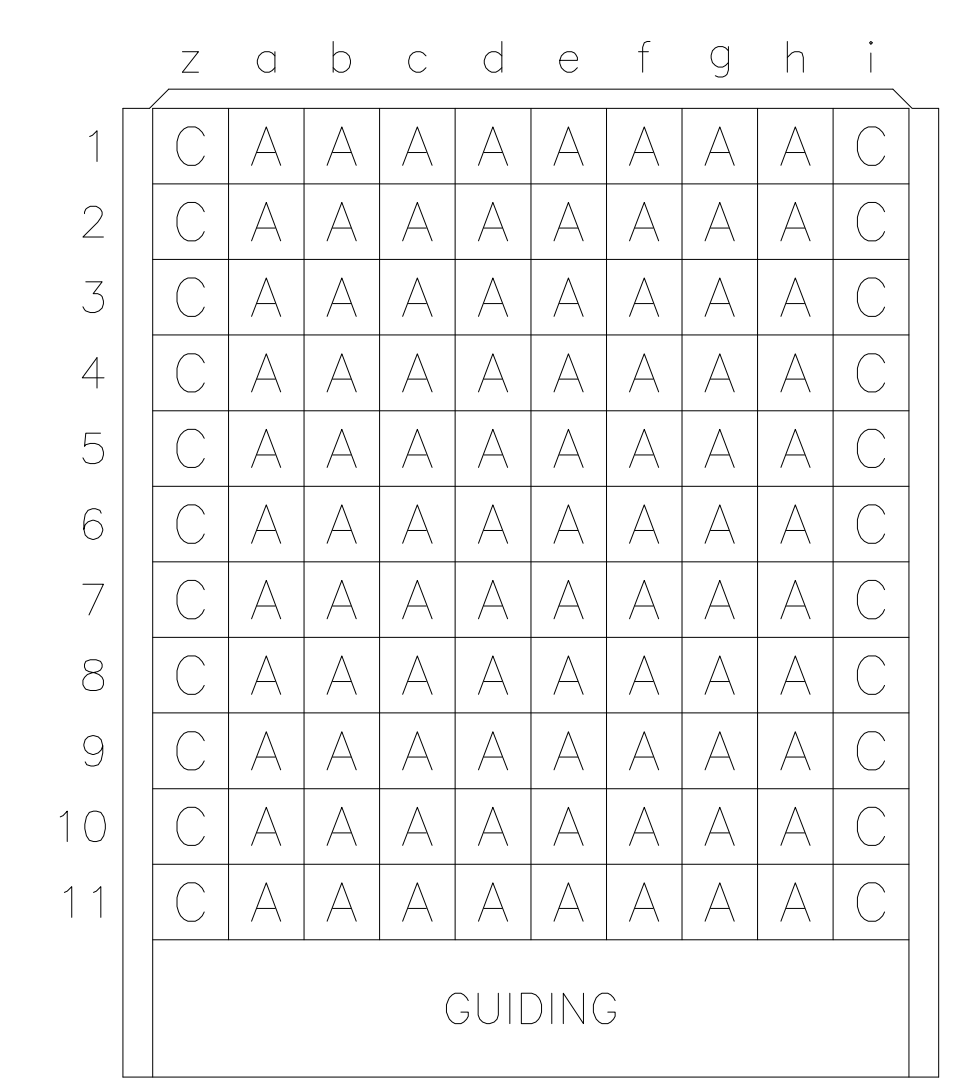 z a b c d e f g h i
1 C A A A A A A A A C
2 C A A A A A A A A C
3 C A A A A A A A A C
4 C A A A A A A A A C
5 C A A A A A A A A C
6 C A A A A A A A A C
7 C A A A A A A A A C
8 C A A A A A A A A C
9 C A A A A A A A A C
10 C A A A A A A A A C
11 C A A A A A A A A C
GUIDING